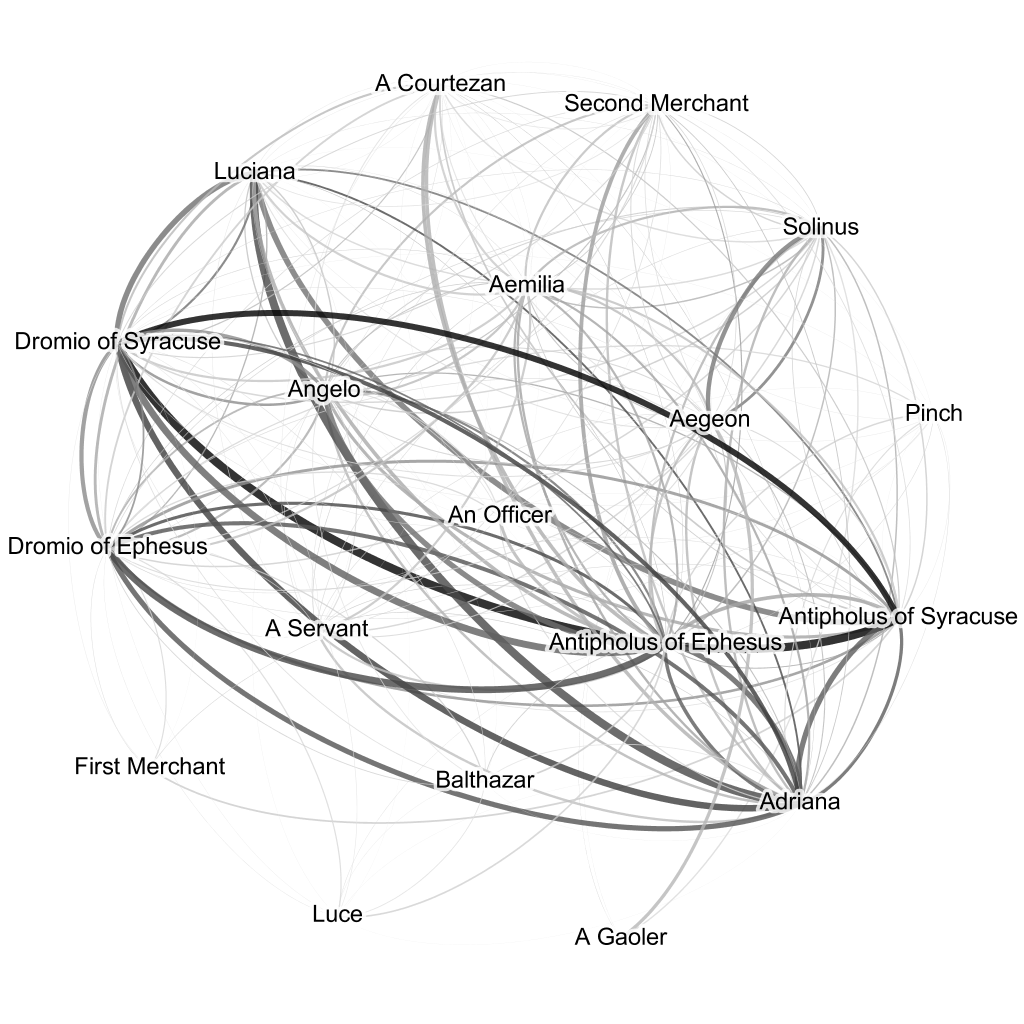 A Courtezan
Second Merchant
Luciana
Solinus
Aemilia
Dromio of Syracuse
Angelo
Aegeon
Pinch
An Officer
Dromio of Ephesus
Antipholus of Syracuse
A Servant
Antipholus of Ephesus
First Merchant
Balthazar
Adriana
Luce
A Gaoler